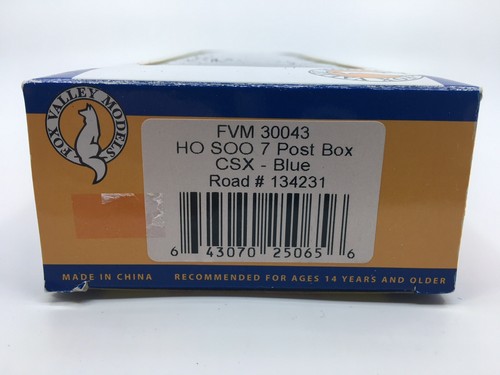 FOX VALLEY MODELS
FVM 30043
HO SOO 7 Post Box
CSX - Blue
Road # 134231
6 43070 25065 6
MADE IN CHINA RECOMMENDED FOR AGES 14 YEARS AND OLDER